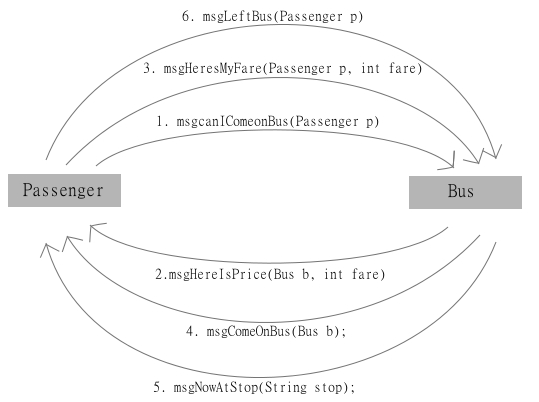 6. msgLeftBus(Passenger p)
3. msgHeresMyFare(Passenger p, int fare)
1. msgcanIComeonBus(Passenger p)
Passenger
Bus
2.msgHereIsPrice(Bus b, int fare)
4. msgComeOnBus(Bus b);
5. msgNowAtStop(String stop);